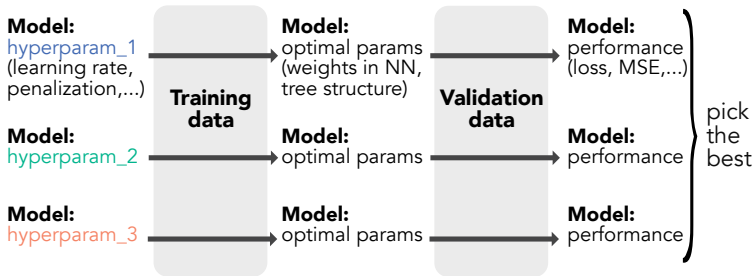 Model:
hyperparam_1
(learning rate,
penalization,...)
Training
data
Model:
optimal params
(weights in NN,
tree structure)
Validation
data
Model:
performance
(loss, MSE,...)
Model:
hyperparam_2
Model:
optimal params
Model:
performance
Model:
hyperparam_3
Model:
optimal params
Model:
performance
pick
the
best